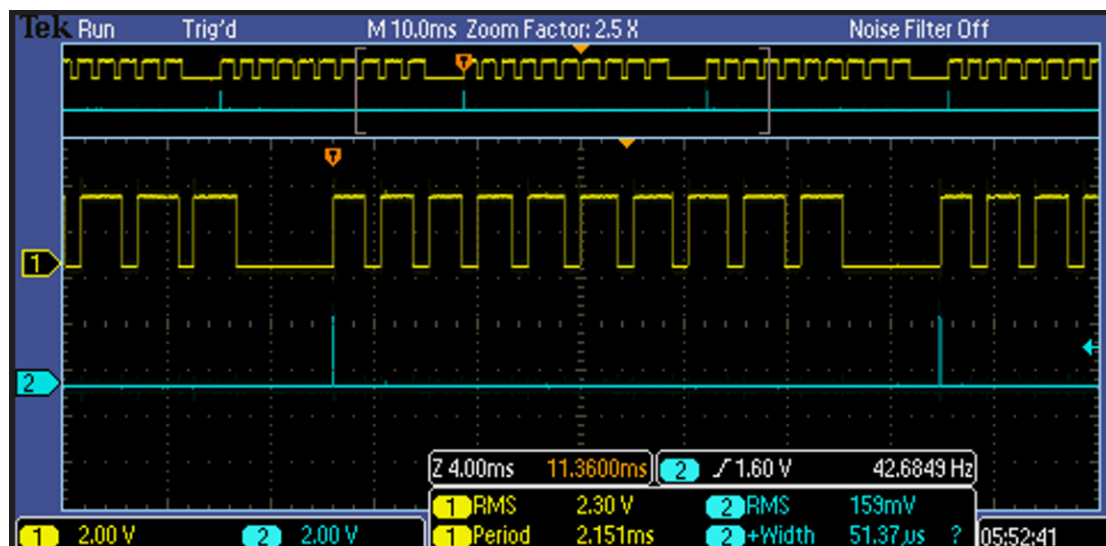 Tek Run Trig'd M 10.0ms Zoom Factor: 2.5 X Noise Filter Off
T
T
1
2
Z 4.00ms 11.3600ms 2 1.60 V 42.6849 Hz
1 RMS 2.30 V 2 RMS 159mV
1 2.00 V 2 2.00 V 1 Period 2.151ms 2 +Width 51.37µs ? 05:52:41